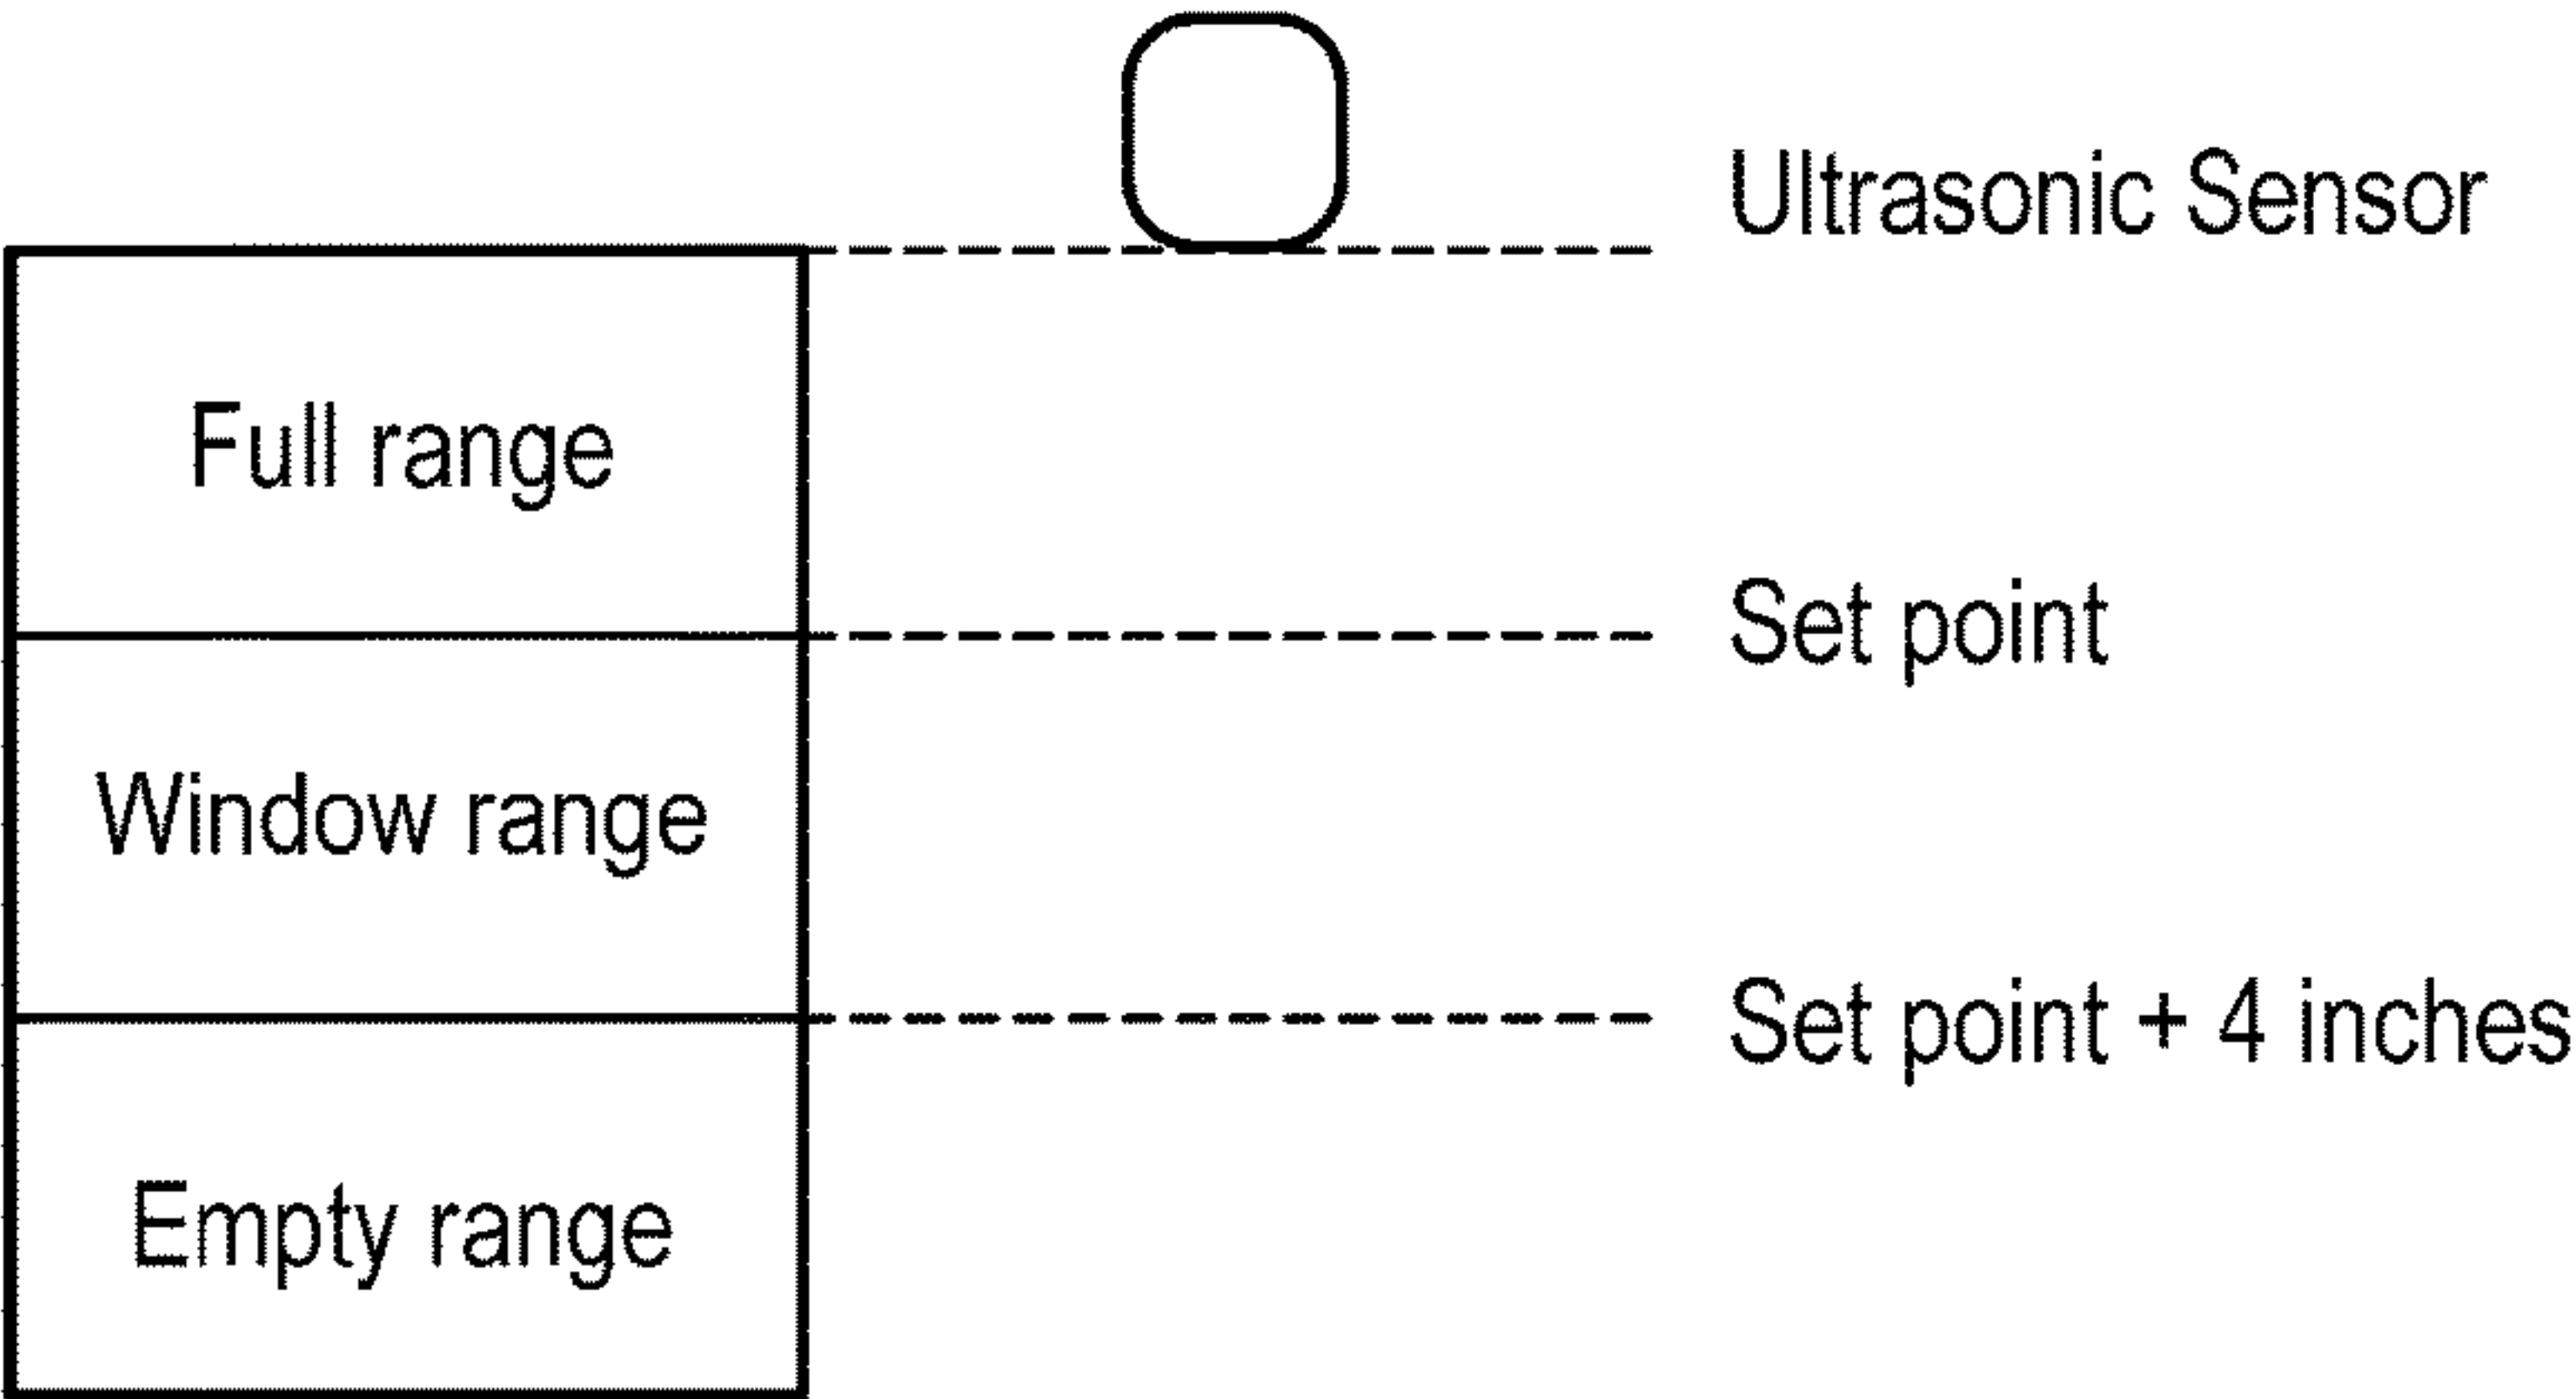 Ultrasonic Sensor
Full range
Set point
Window range
Set point + 4 inches
Empty range